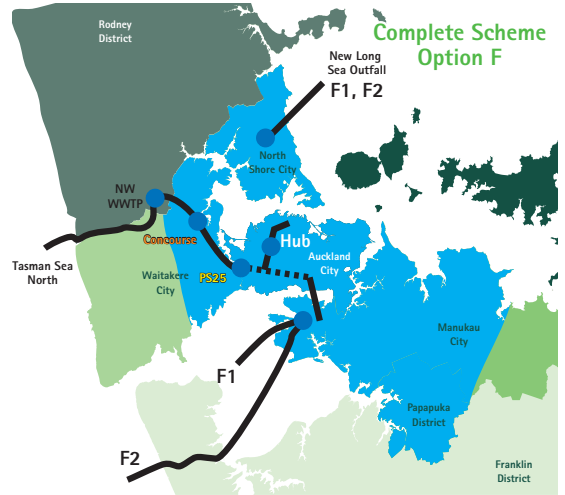 Rodney
District
Complete Scheme
Option F
New Long
Sea Outfall
F1, F2
North
Shore City
NW
WWTP
Concourse
Hub
Tasman Sea
North
Waitakere
City
PS25
Auckland
City
Manukau
City
F1
Papapuka
District
F2
Franklin
District